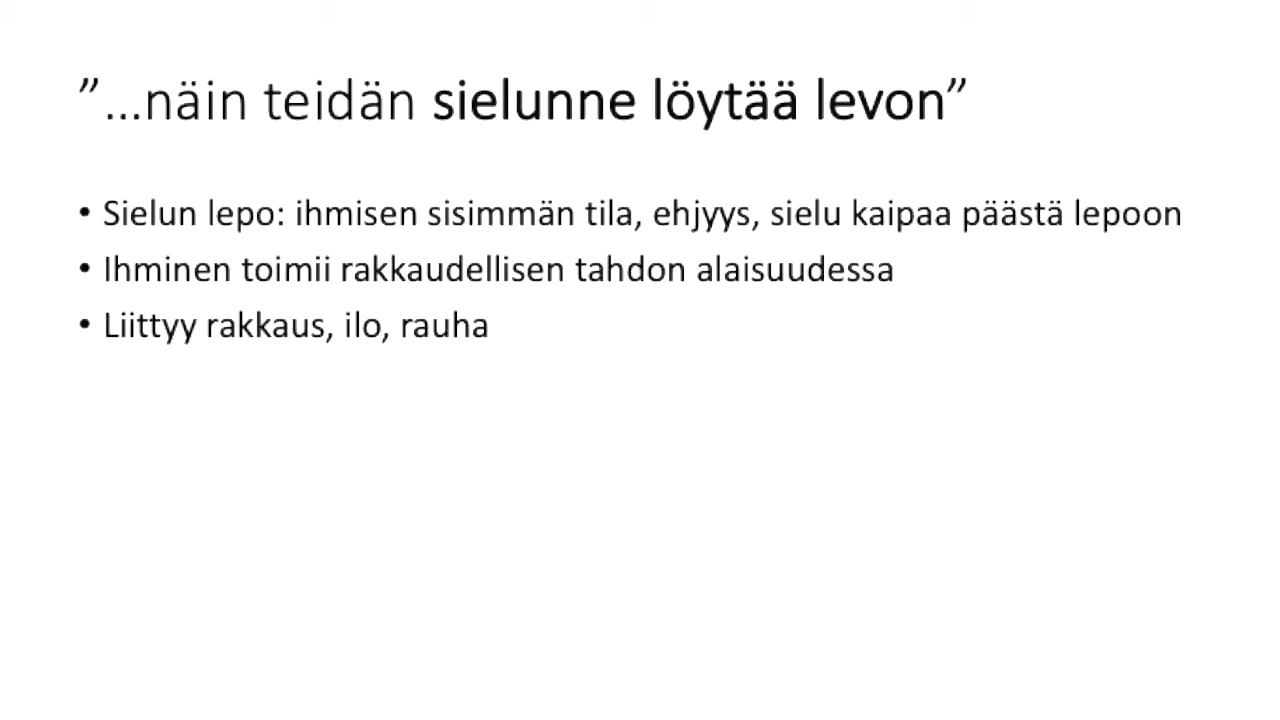 ”…näin teidän sielunne löytää levon”
• Sielun lepo: ihmisen sisimmän tila, ehjyys, sielu kaipaa päästä lepoon
• Ihminen toimii rakkaudellisen tahdon alaisuudessa
• Liittyy rakkaus, ilo, rauha